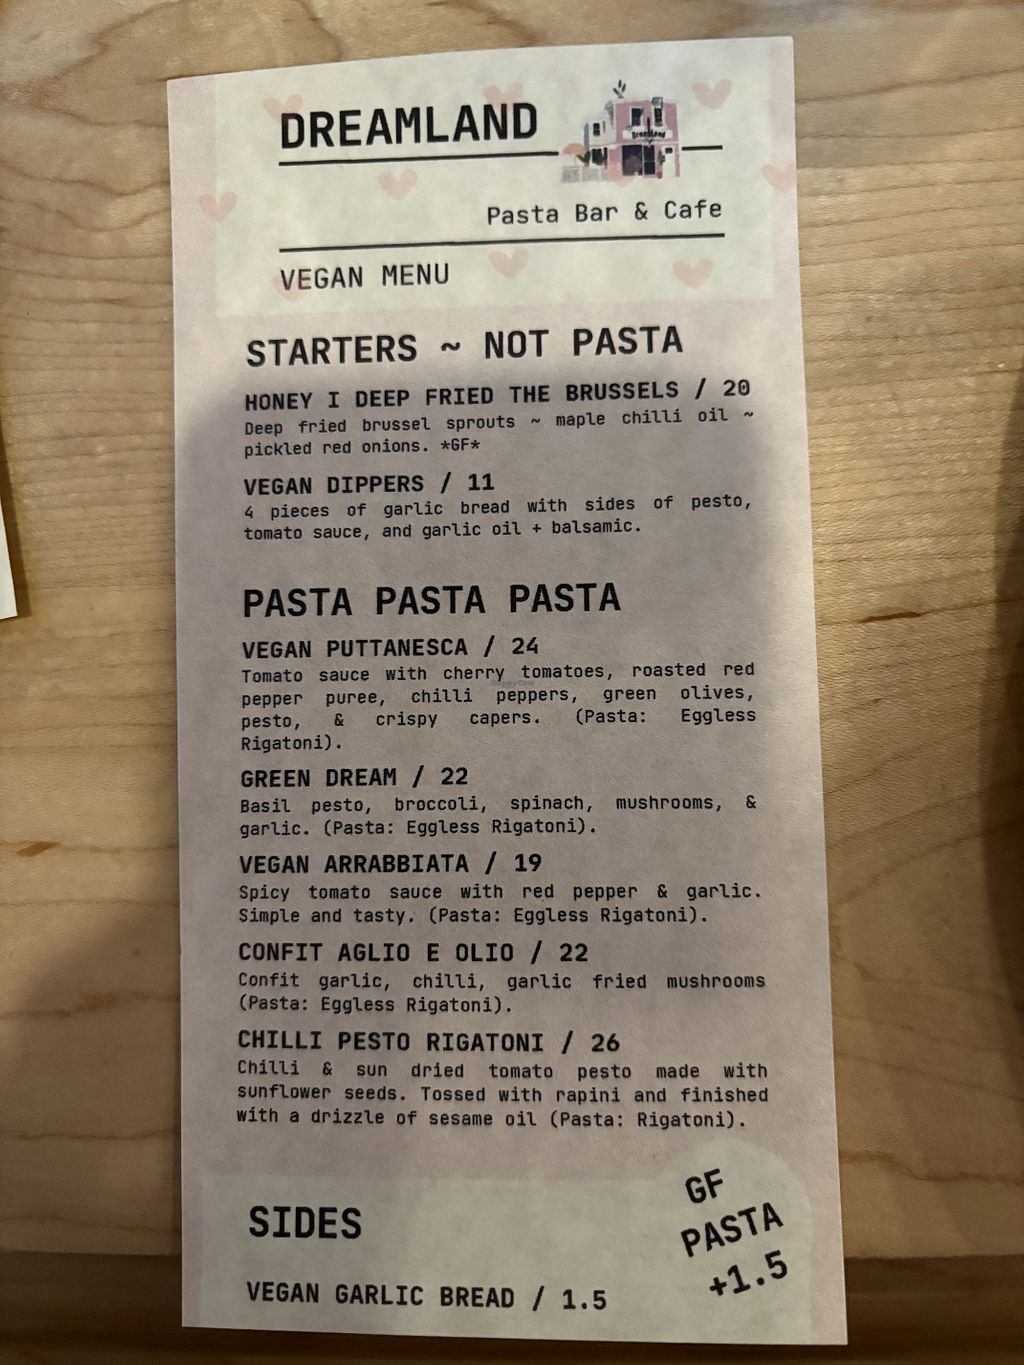 DREAMLAND
Dreamland
Pasta Bar & Cafe
VEGAN MENU
STARTERS ~ NOT PASTA
HONEY I DEEP FRIED THE BRUSSELS / 20
Deep fried brussel sprouts ~ maple chilli oil ~
pickled red onions. *GF*
VEGAN DIPPERS / 11
4 pieces of garlic bread with sides of pesto,
tomato sauce, and garlic oil + balsamic.
PASTA PASTA PASTA
VEGAN PUTTANESCA / 24
Tomato sauce with cherry tomatoes, roasted red
pepper puree, chilli peppers, green olives,
pesto, & crispy capers. (Pasta: Eggless
Rigatoni).
GREEN DREAM / 22
Basil pesto, broccoli, spinach, mushrooms, &
garlic. (Pasta: Eggless Rigatoni).
VEGAN ARRABBIATA / 19
Spicy tomato sauce with red pepper & garlic.
Simple and tasty. (Pasta: Eggless Rigatoni).
CONFIT AGLIO E OLIO / 22
Confit garlic, chilli, garlic fried mushrooms
(Pasta: Eggless Rigatoni).
CHILLI PESTO RIGATONI / 26
Chilli & sun dried tomato pesto made with
sunflower seeds. Tossed with rapini and finished
with a drizzle of sesame oil (Pasta: Rigatoni).
GF
PASTA
+1.5
SIDES
VEGAN GARLIC BREAD / 1.5